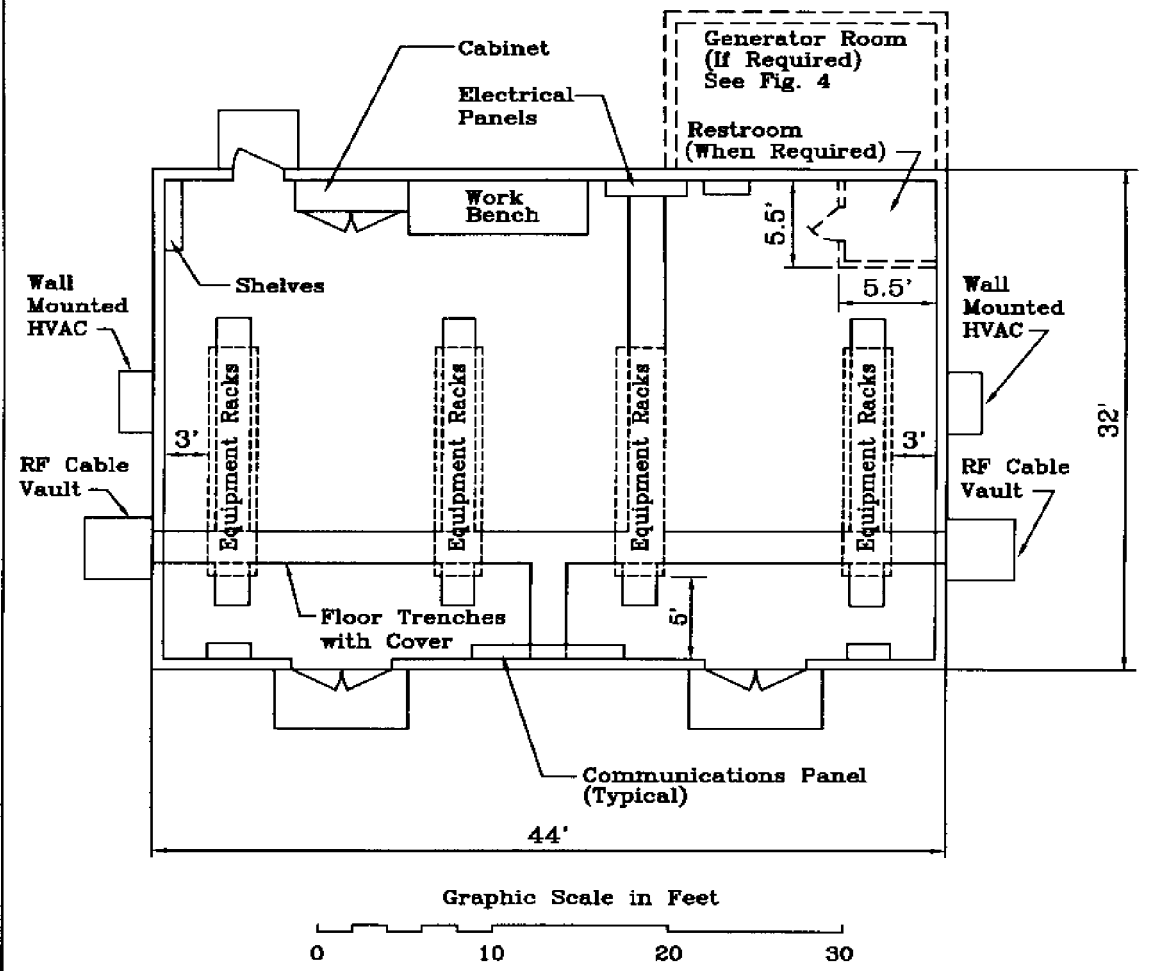 Cabinet
Generator Room
(If Required)
See Fig. 4
Electrical
Panels
Restroom
(When Required)
Work
Bench
5.5'
5.5'
Shelves
Wall
Mounted
HVAC
Wall
Mounted
HVAC
32'
Equipment Racks
Equipment Racks
Equipment Racks
Equipment Racks
3'
3'
RF Cable
Vault
RF Cable
Vault
Floor Trenches
with Cover
5'
Communications Panel
(Typical)
44'
Graphic Scale in Feet
0 10 20 30